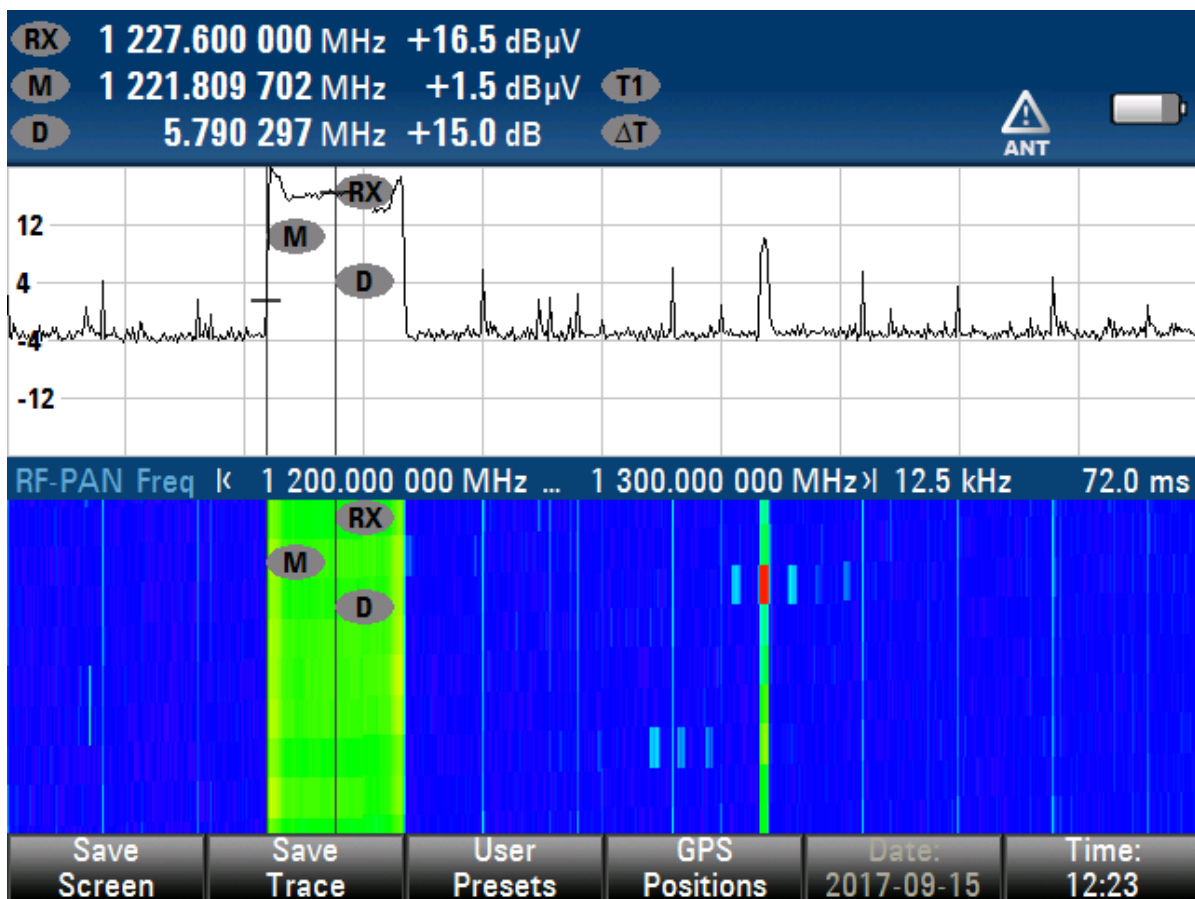 RX 1 227.600 000 MHz +16.5 dBµV
M 1 221.809 702 MHz +1.5 dBµV T1
D 5.790 297 MHz +15.0 dB ΔT
ANT
RX
12
M
4
D
-4
-12
RF-PAN Freq |< 1 200.000 000 MHz ... 1 300.000 000 MHz >| 12.5 kHz 72.0 ms
RX
M
D
Save Save User GPS Date: Time:
Screen Trace Presets Positions 2017-09-15 12:23